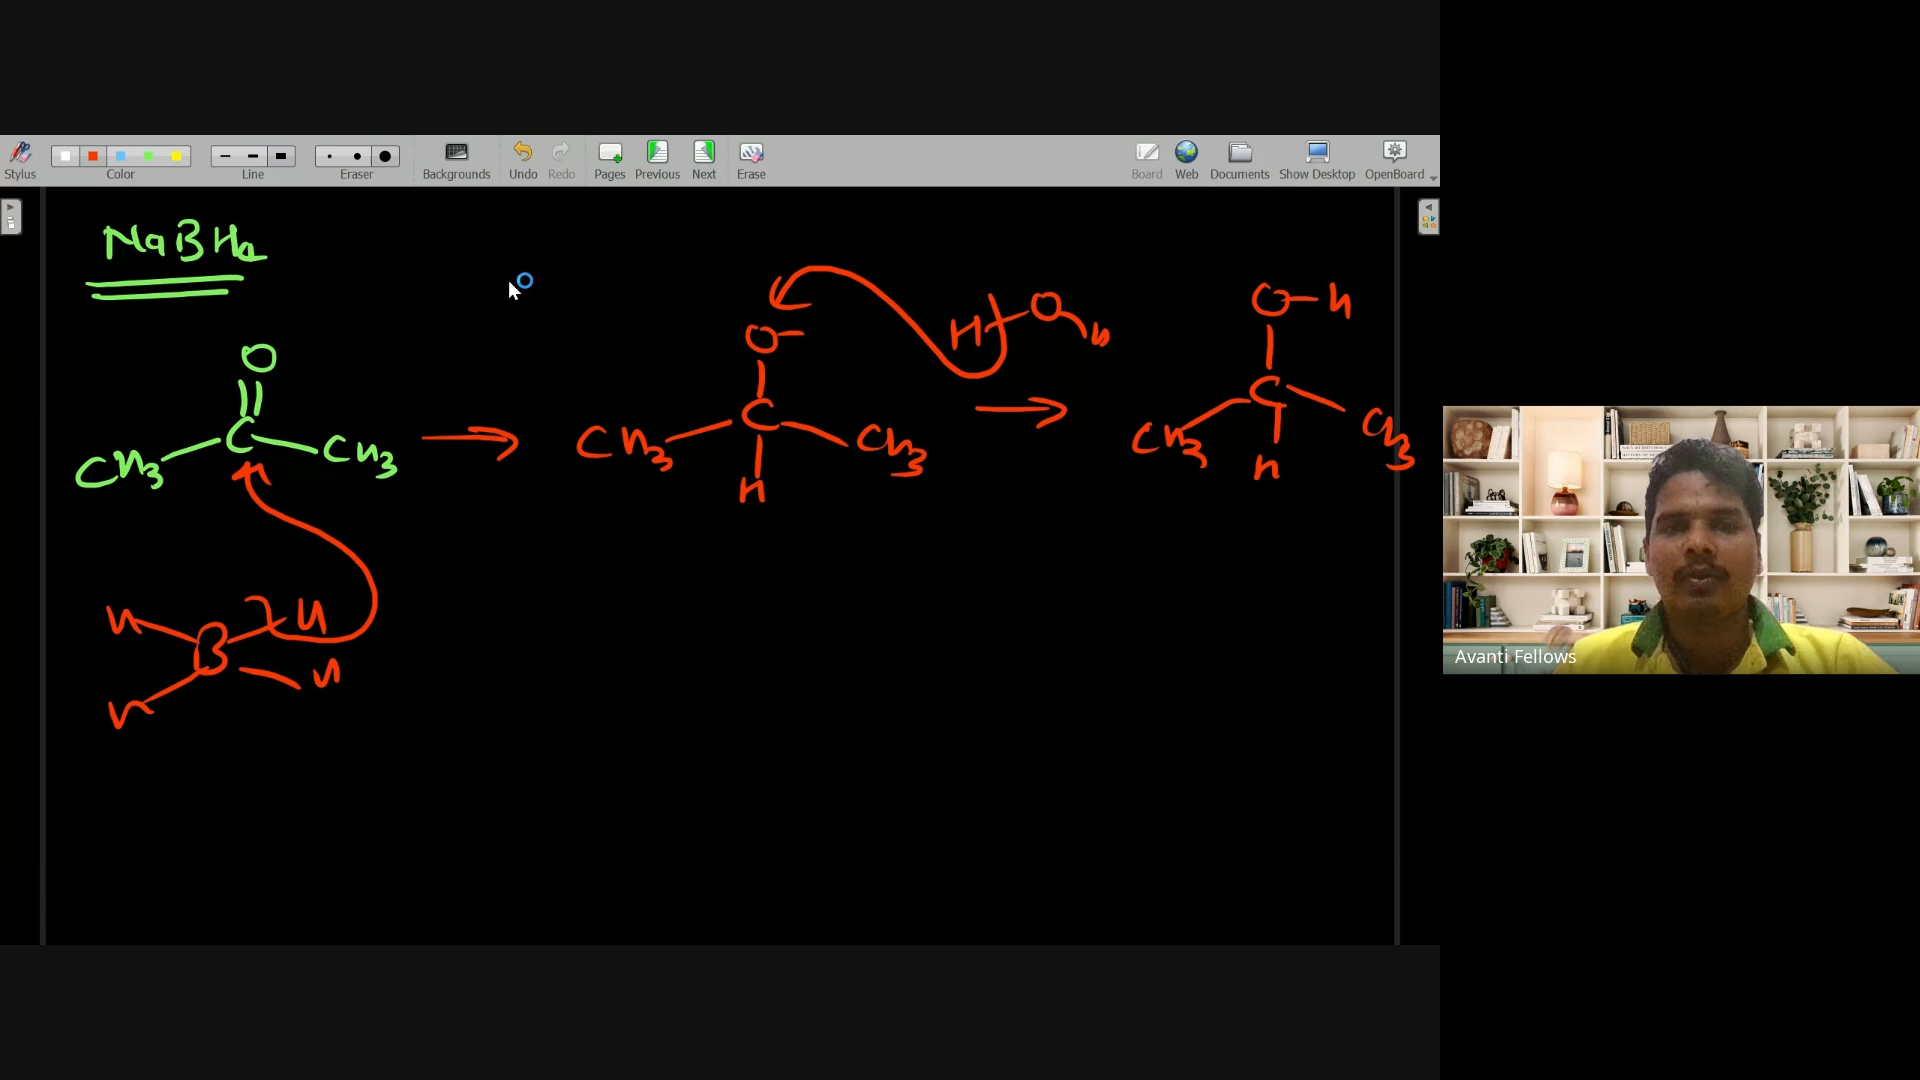 Stylus Color Line Eraser Backgrounds Undo Redo Pages Previous Next Erase Board Web Documents Show Desktop OpenBoard
NaBH4
O
C
CH3 CH3
H H
B
H H
O-
C
CH3 CH3
H
H O H
O-H
C
CH3 CH3
H
Avanti Fellows